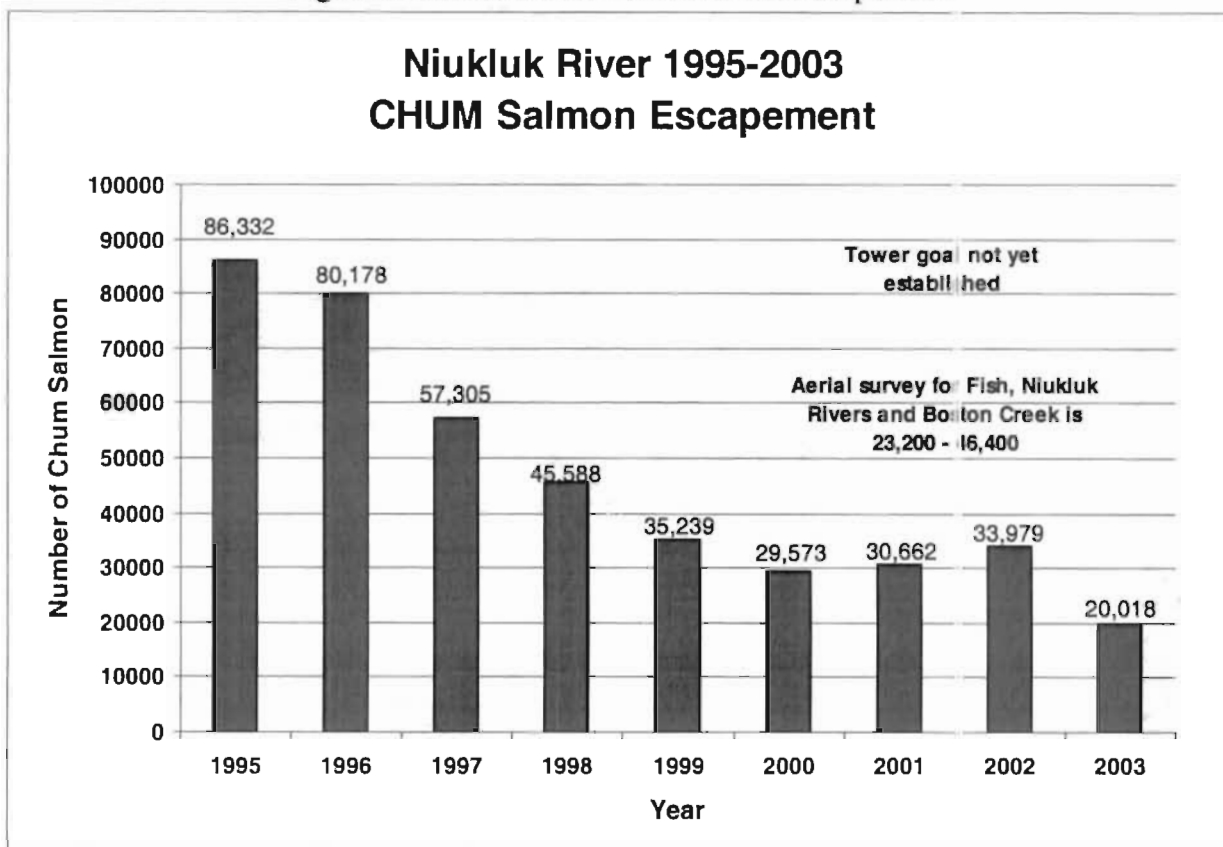 Niukluk River 1995-2003
CHUM Salmon Escapement
100000
90000
80000
70000
60000
50000
40000
30000
20000
10000
0
Number of Chum Salmon
86,332
80,178
57,305
45,588
35,239
29,573
30,662
33,979
20,018
Tower goal not yet
established
Aerial survey for Fish, Niukluk
Rivers and Boston Creek is
23,200 - 46,400
1995 1996 1997 1998 1999 2000 2001 2002 2003
Year